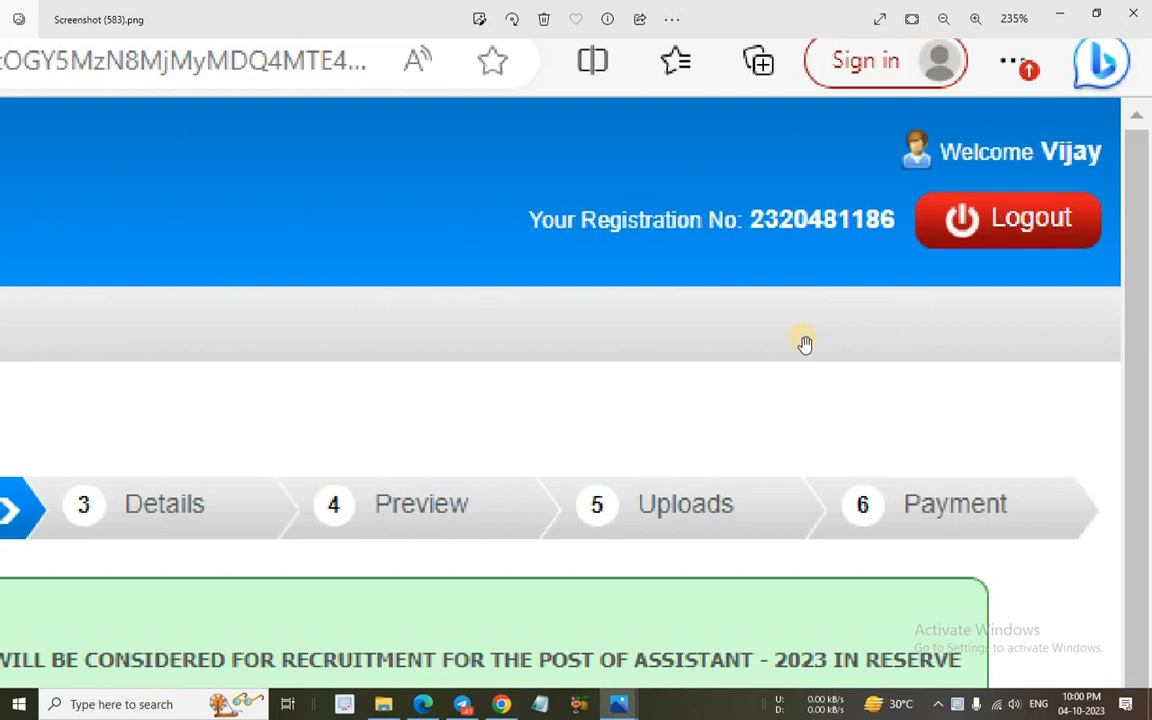 Screenshot (583).png
235%
tOGY5MzN8MjMyMDQ4MTE4...
Sign in
Welcome Vijay
Your Registration No: 2320481186
Logout
3 Details
4 Preview
5 Uploads
6 Payment
Activate Windows
Go to Settings to activate Windows.
WILL BE CONSIDERED FOR RECRUITMENT FOR THE POST OF ASSISTANT - 2023 IN RESERVE
Type here to search
U: 0.00 kB/s
D: 0.00 kB/s
30°C
ENG
10:00 PM
04-10-2023